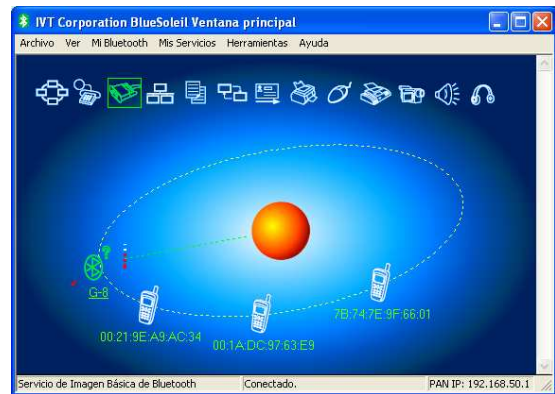 IVT Corporation BlueSoleil Ventana principal
Archivo Ver Mi Bluetooth Mis Servicios Herramientas Ayuda
?
G-8
00:21:9E:A9:AC:34
00:1A:DC:97:63:E9
7B:74:7E:9F:66:01
Servicio de Imagen Básica de Bluetooth Conectado. PAN IP: 192.168.50.1